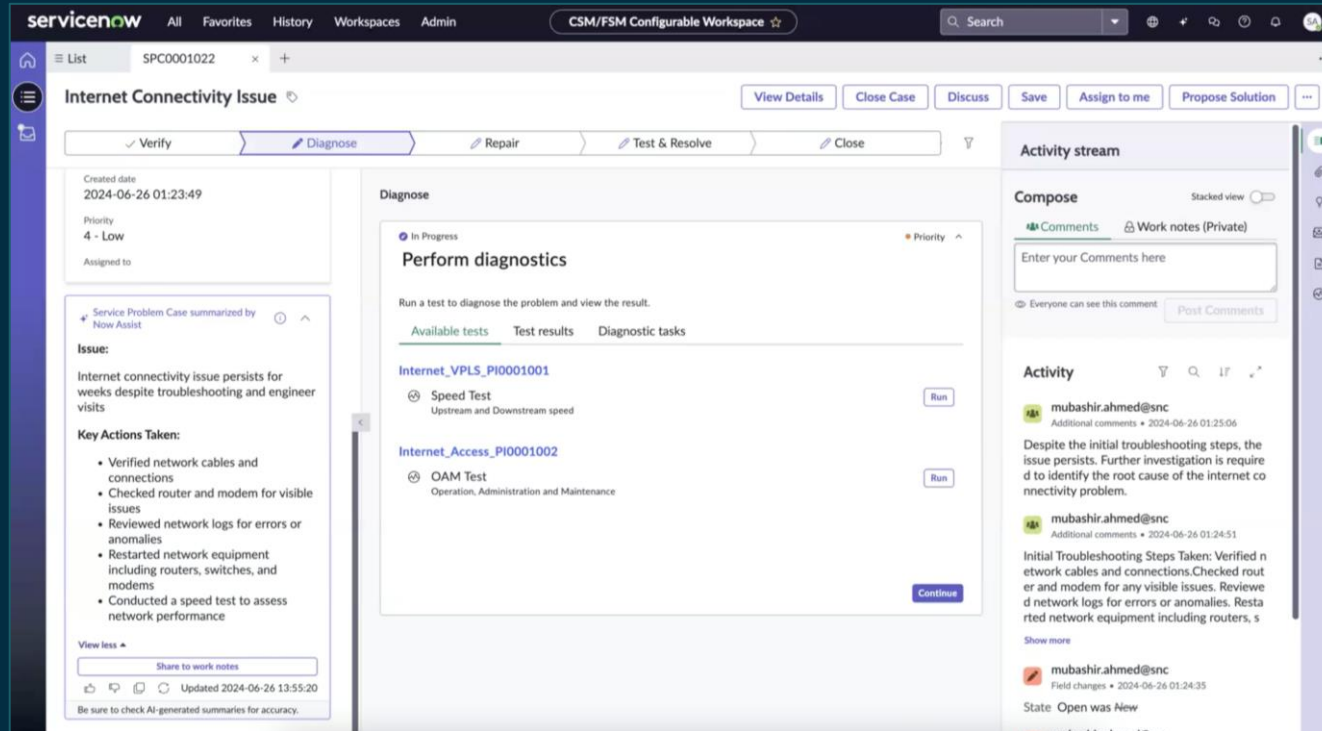 servicenow All Favorites History Workspaces Admin CSM/FSM Configurable Workspace Search SA
List SPC0001022
Internet Connectivity Issue View Details Close Case Discuss Save Assign to me Propose Solution
Verify Diagnose Repair Test & Resolve Close
Created date
2024-06-26 01:23:49
Priority
4 - Low
Assigned to
Service Problem Case summarized by
Now Assist
Issue:
Internet connectivity issue persists for
weeks despite troubleshooting and engineer
visits
Key Actions Taken:
• Verified network cables and
connections
• Checked router and modem for visible
issues
• Reviewed network logs for errors or
anomalies
• Restarted network equipment
including routers, switches, and
modems
• Conducted a speed test to assess
network performance
View less
Share to work notes
Updated 2024-06-26 13:55:20
Be sure to check AI-generated summaries for accuracy.
Diagnose
In Progress Priority
Perform diagnostics
Run a test to diagnose the problem and view the result.
Available tests Test results Diagnostic tasks
Internet_VPLS_PI0001001
Speed Test Run
Upstream and Downstream speed
Internet_Access_PI0001002
OAM Test Run
Operation, Administration and Maintenance
Continue
Activity stream
Compose Stacked view
Comments Work notes (Private)
Enter your Comments here
Everyone can see this comment Post Comments
Activity
mubashir.ahmed@snc
Additional comments • 2024-06-26 01:25:06
Despite the initial troubleshooting steps, the
issue persists. Further investigation is require
d to identify the root cause of the internet co
nnectivity problem.
mubashir.ahmed@snc
Additional comments • 2024-06-26 01:24:51
Initial Troubleshooting Steps Taken: Verified n
etwork cables and connections.Checked rout
er and modem for any visible issues. Reviewe
d network logs for errors or anomalies. Resta
rted network equipment including routers, s
Show more
mubashir.ahmed@snc
Field changes • 2024-06-26 01:24:35
State Open was New